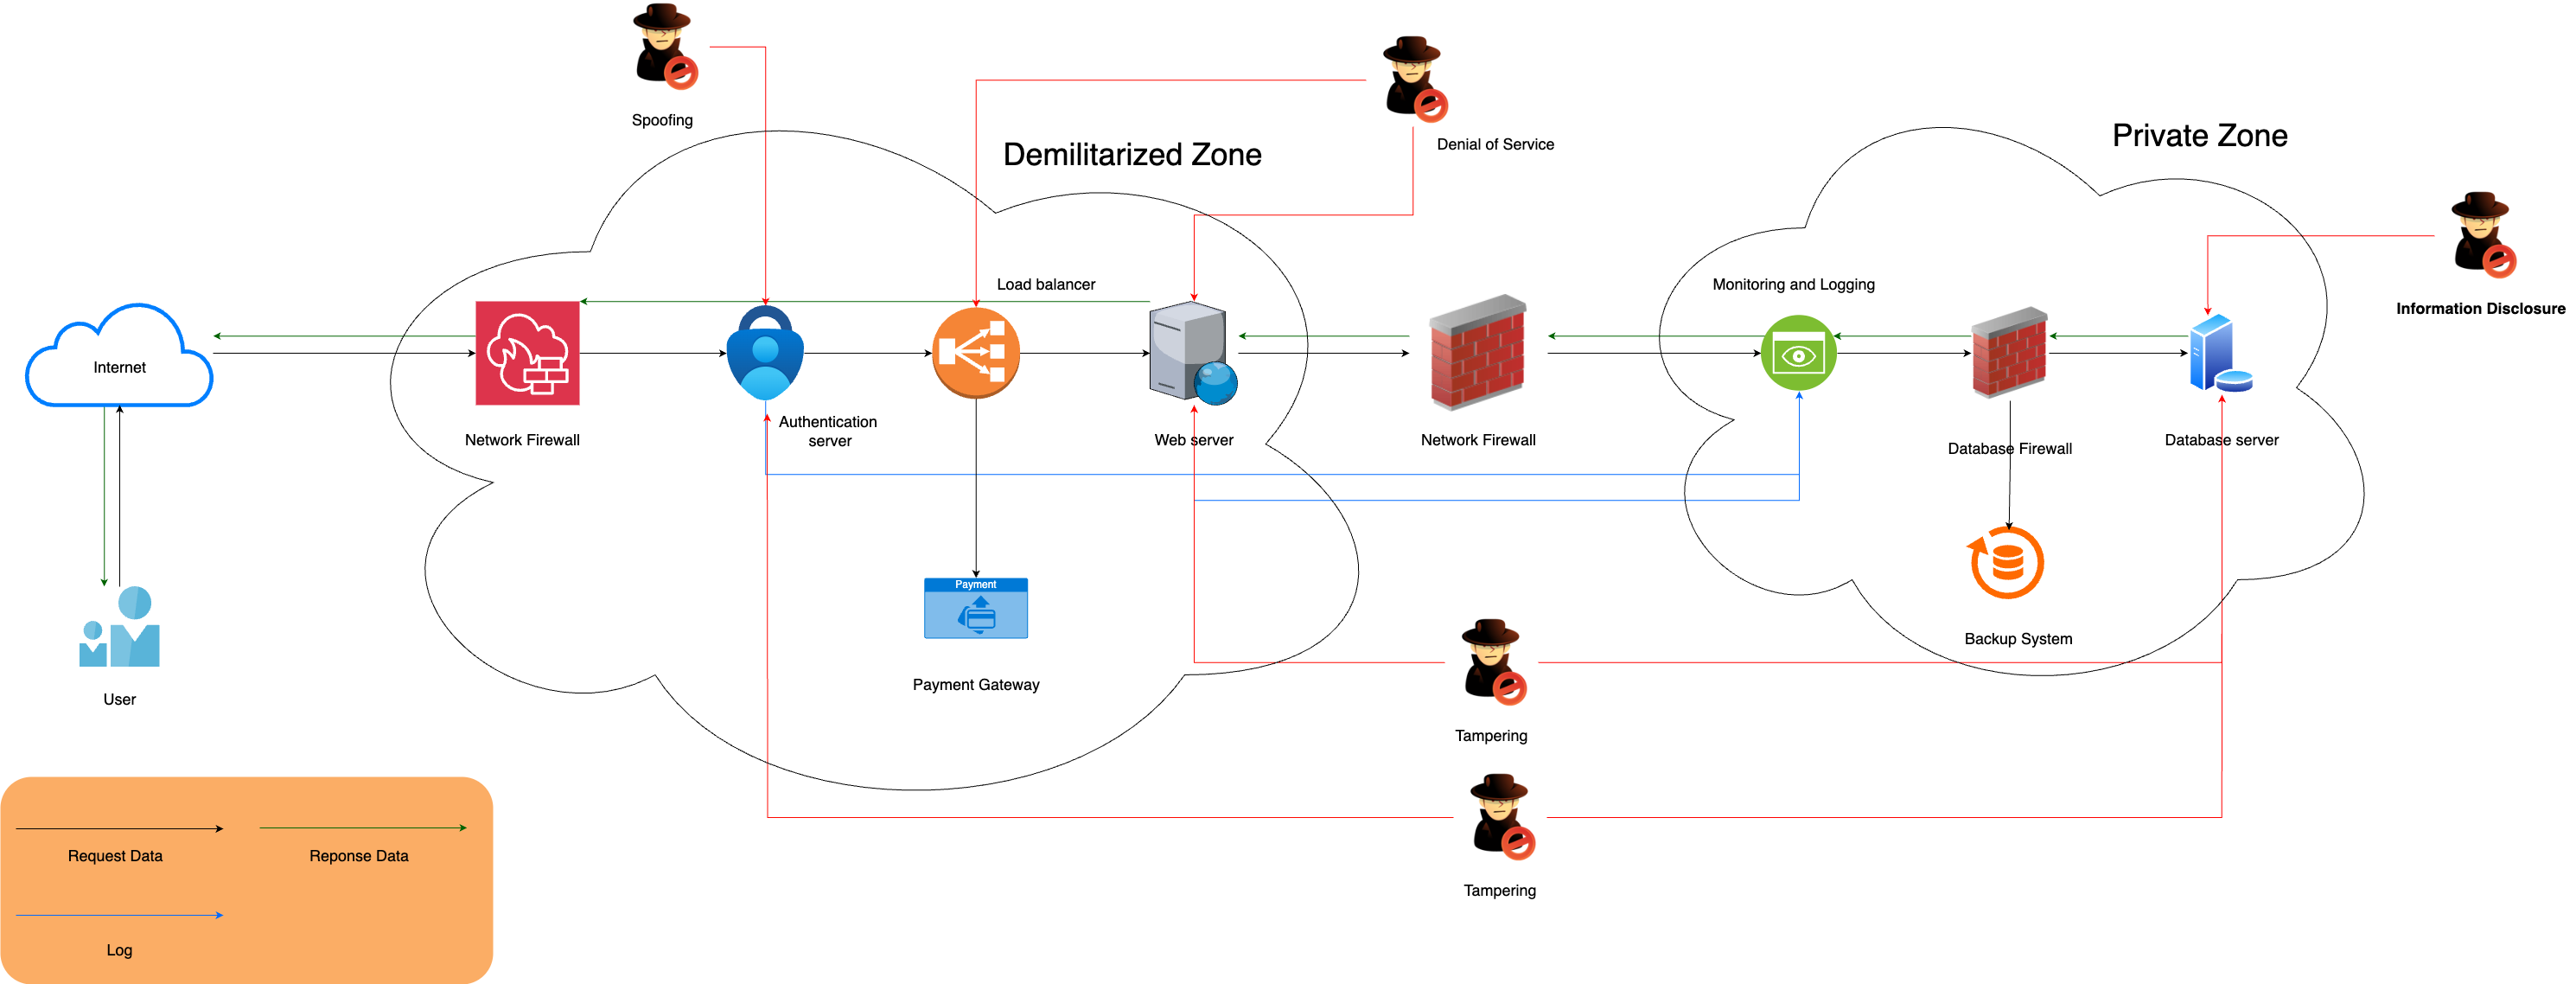 Spoofing
Denial of Service
Demilitarized Zone
Private Zone
Information Disclosure
Load balancer
Monitoring and Logging
Internet
Network Firewall
Authentication
server
Web server
Network Firewall
Database Firewall
Database server
Payment
Payment Gateway
Backup System
User
Tampering
Tampering
Request Data
Reponse Data
Log